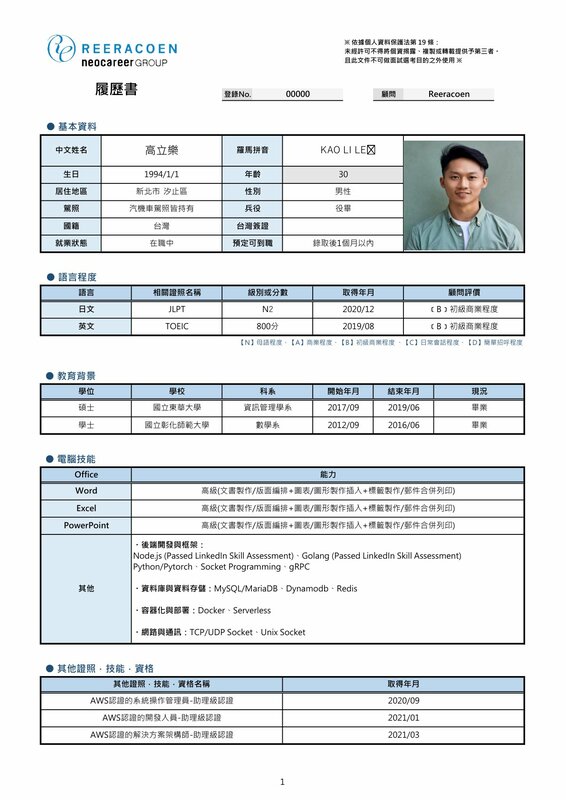 REERACOEN
neocareerGROUP
※ 依據個人資料保護法第 19 條：
未經許可不得將個資揭露、複製或轉載提供予第三者。
且此文件不可做面試選考目的之外使用 ※
履歷書
登錄No. 00000 顧問 Reeracoen
● 基本資料
中文姓名 高立樂 羅馬拼音 KAO LI LE
生日 1994/1/1 年齡 30
居住地區 新北市 汐止區 性別 男性
駕照 汽機車駕照皆持有 兵役 役畢
國籍 台灣 台灣簽證
就業狀態 在職中 預定可到職 錄取後1個月以內
● 語言程度
語言 相關證照名稱 級別或分數 取得年月 顧問評價
日文 JLPT N2 2020/12 （Ｂ）初級商業程度
英文 TOEIC 800分 2019/08 （Ｂ）初級商業程度
【N】母語程度、【A】商業程度、【B】初級商業程度、【C】日常會話程度、【D】簡單招呼程度
● 教育背景
學位 學校 科系 開始年月 結束年月 現況
碩士 國立東華大學 資訊管理學系 2017/09 2019/06 畢業
學士 國立彰化師範大學 數學系 2012/09 2016/06 畢業
● 電腦技能
Office 能力
Word 高級(文書製作/版面編排+圖表/圖形製作插入+標籤製作/郵件合併列印)
Excel 高級(文書製作/版面編排+圖表/圖形製作插入+標籤製作/郵件合併列印)
PowerPoint 高級(文書製作/版面編排+圖表/圖形製作插入+標籤製作/郵件合併列印)
其他
・後端開發與框架：
Node.js (Passed LinkedIn Skill Assessment)、Golang (Passed LinkedIn Skill Assessment)
Python/Pytorch、Socket Programming、gRPC
・資料庫與資料存儲：MySQL/MariaDB、Dynamodb、Redis
・容器化與部署：Docker、Serverless
・網路與通訊：TCP/UDP Socket、Unix Socket
● 其他證照．技能．資格
其他證照．技能．資格名稱 取得年月
AWS認證的系統操作管理員-助理級認證 2020/09
AWS認證的開發人員-助理級認證 2021/01
AWS認證的解決方案架構師-助理級認證 2021/03
1